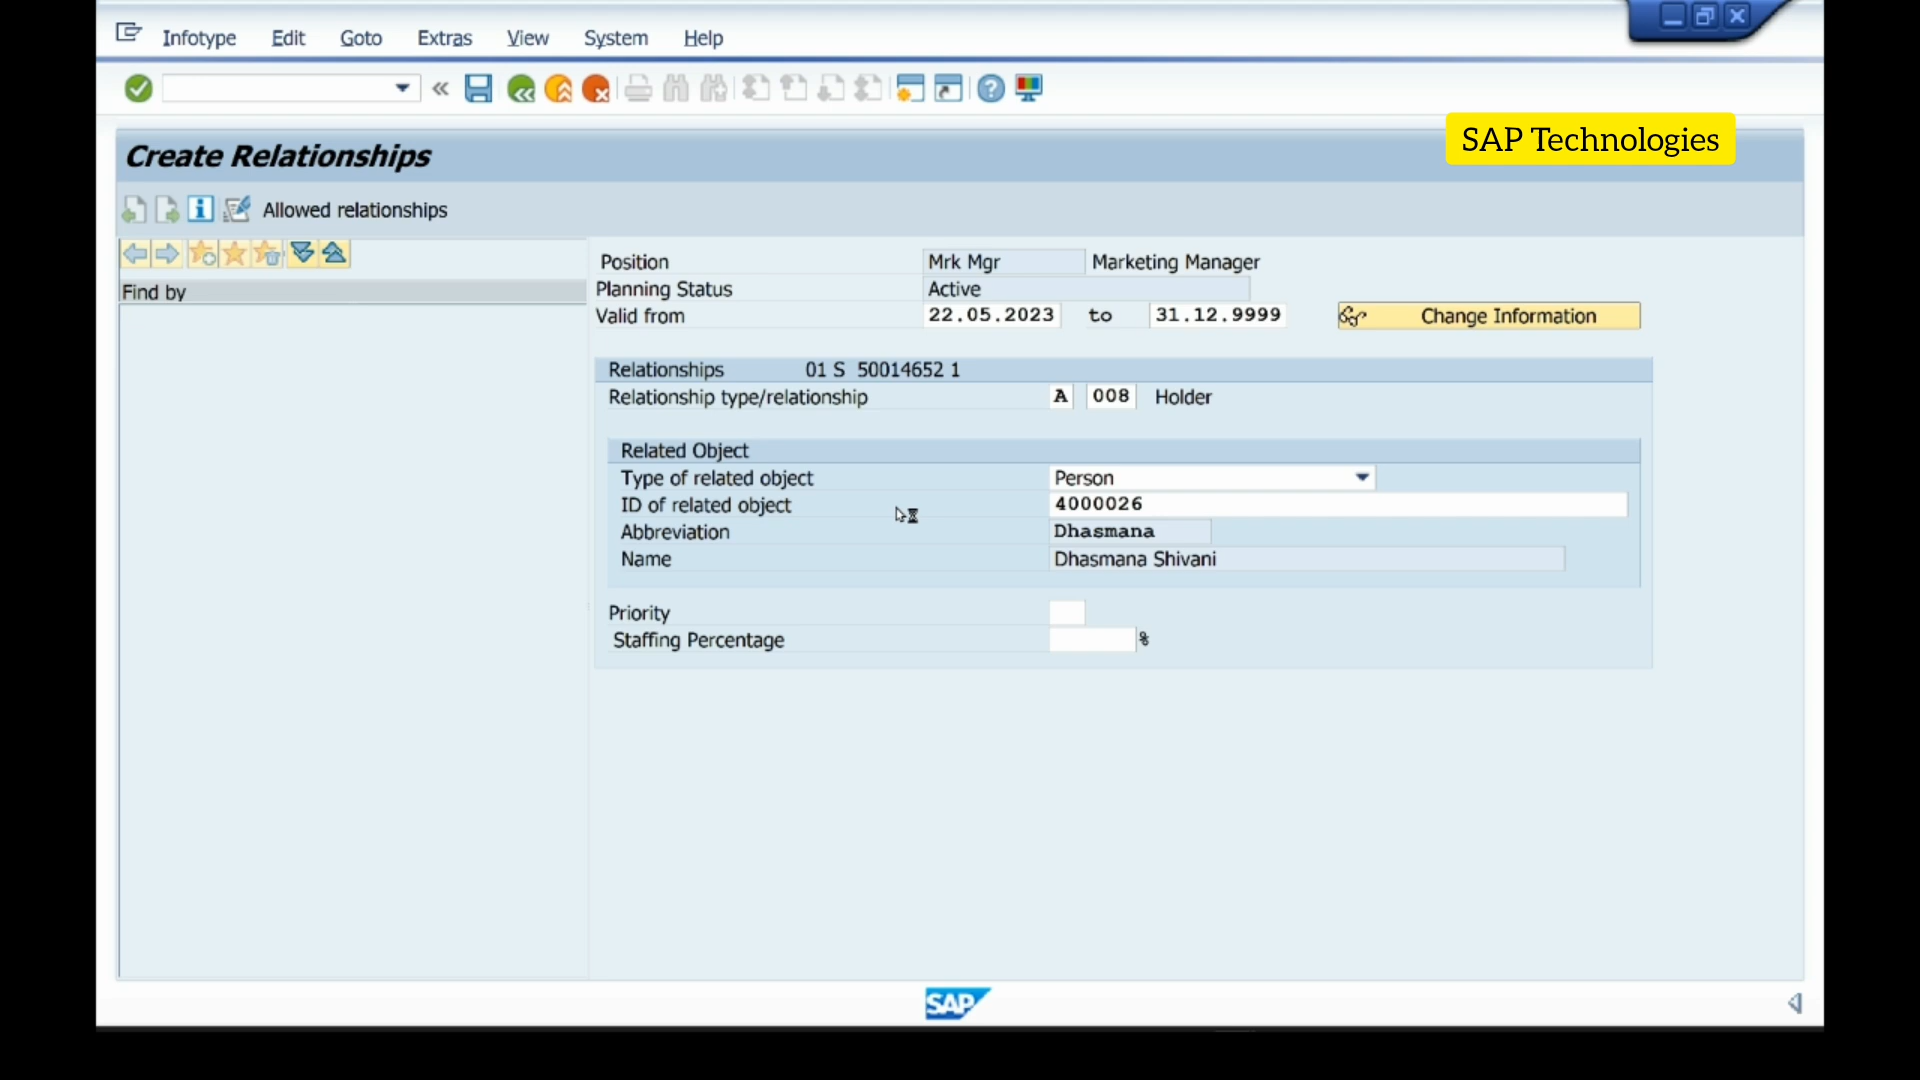 Infotype Edit Goto Extras View System Help
SAP Technologies
Create Relationships
Allowed relationships
Find by
Position Mrk Mgr Marketing Manager
Planning Status Active
Valid from 22.05.2023 to 31.12.9999 Change Information
Relationships 01 S 50014652 1
Relationship type/relationship A 008 Holder
Related Object
Type of related object Person
ID of related object 4000026
Abbreviation Dhasmana
Name Dhasmana Shivani
Priority
Staffing Percentage %
SAP